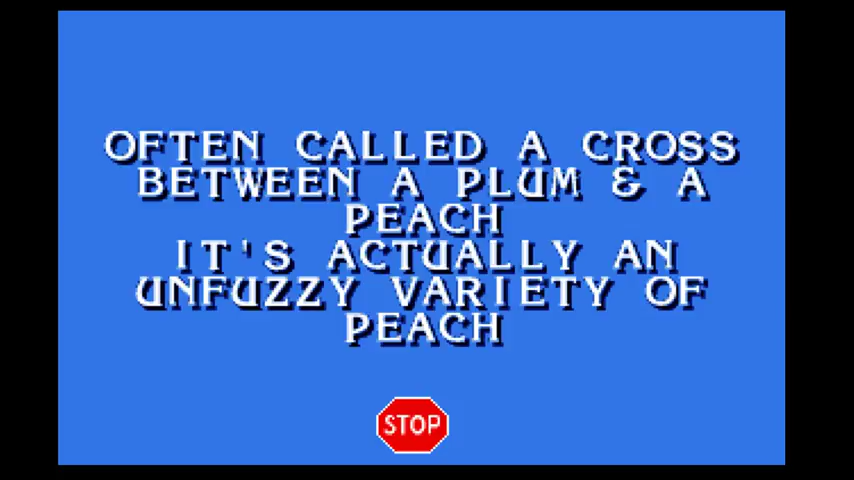 OFTEN CALLED A CROSS
BETWEEN A PLUM & A
PEACH
IT'S ACTUALLY AN
UNFUZZY VARIETY OF
PEACH
STOP